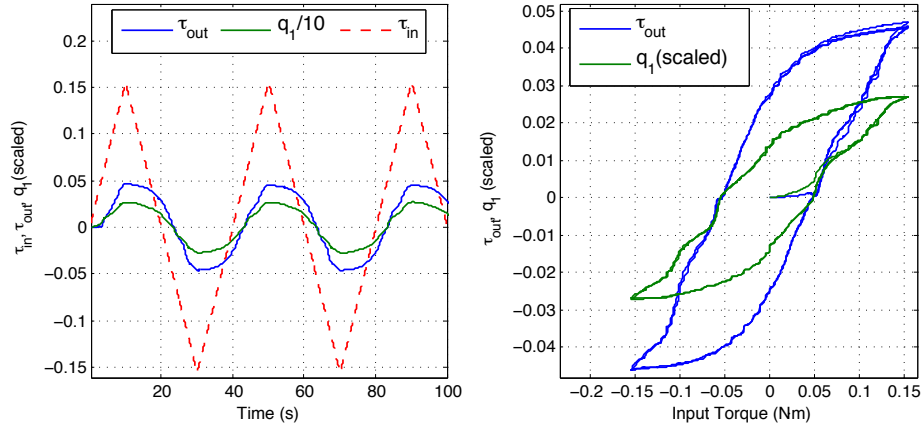 τout q1/10 τin
0.2
0.15
0.1
0.05
0
−0.05
−0.1
−0.15
0 20 40 60 80 100
Time (s)
τin, τout, q1(scaled)
τout
q1(scaled)
0.05
0.04
0.03
0.02
0.01
0
−0.01
−0.02
−0.03
−0.04
−0.2 −0.15 −0.1 −0.05 0 0.05 0.1 0.15
Input Torque (Nm)
τout, q1 (scaled)